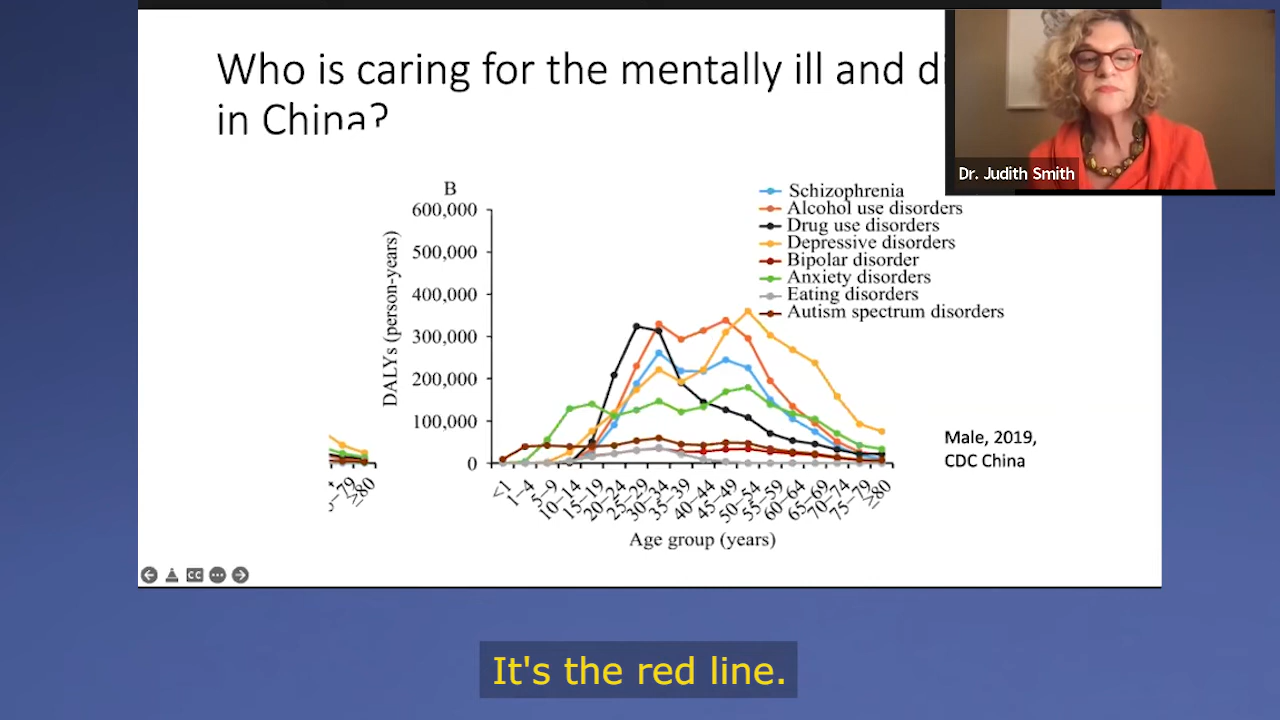 Who is caring for the mentally ill and
in China?
Dr. Judith Smith
B
600,000
500,000
400,000
300,000
200,000
100,000
0
DALYs (person-years)
Schizophrenia
Alcohol use disorders
Drug use disorders
Depressive disorders
Bipolar disorder
Anxiety disorders
Eating disorders
Autism spectrum disorders
Male, 2019,
CDC China
<1
1–4
5–9
10–14
15–19
20–24
25–29
30–34
35–39
40–44
45–49
50–54
55–59
60–64
65–69
70–74
75–79
≥80
≥80
Age group (years)
CC
It's the red line.